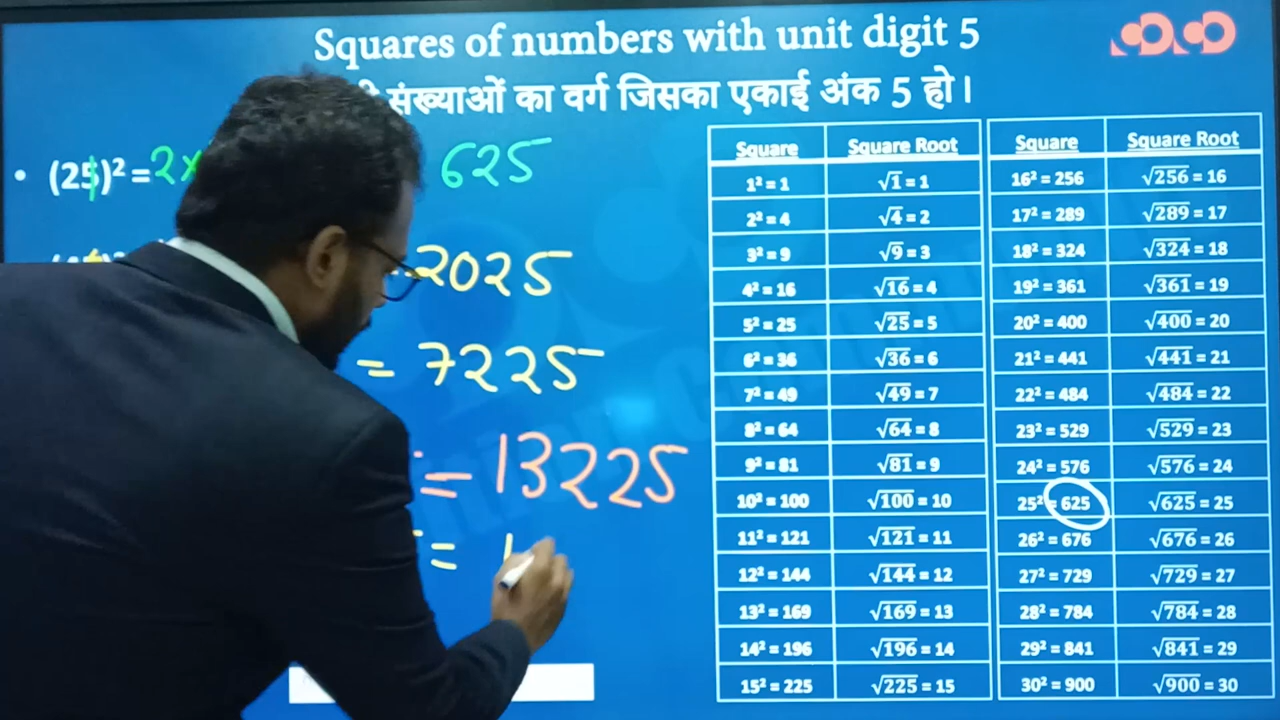 Squares of numbers with unit digit 5
संख्याओं का वर्ग जिसका एकाई अंक 5 हो।
• (25)² = 2× 625
2025
= 7225
= 13225
=
Square Square Root Square Square Root
1² = 1 √1 = 1 16² = 256 √256 = 16
2² = 4 √4 = 2 17² = 289 √289 = 17
3² = 9 √9 = 3 18² = 324 √324 = 18
4² = 16 √16 = 4 19² = 361 √361 = 19
5² = 25 √25 = 5 20² = 400 √400 = 20
6² = 36 √36 = 6 21² = 441 √441 = 21
7² = 49 √49 = 7 22² = 484 √484 = 22
8² = 64 √64 = 8 23² = 529 √529 = 23
9² = 81 √81 = 9 24² = 576 √576 = 24
10² = 100 √100 = 10 25² = 625 √625 = 25
11² = 121 √121 = 11 26² = 676 √676 = 26
12² = 144 √144 = 12 27² = 729 √729 = 27
13² = 169 √169 = 13 28² = 784 √784 = 28
14² = 196 √196 = 14 29² = 841 √841 = 29
15² = 225 √225 = 15 30² = 900 √900 = 30